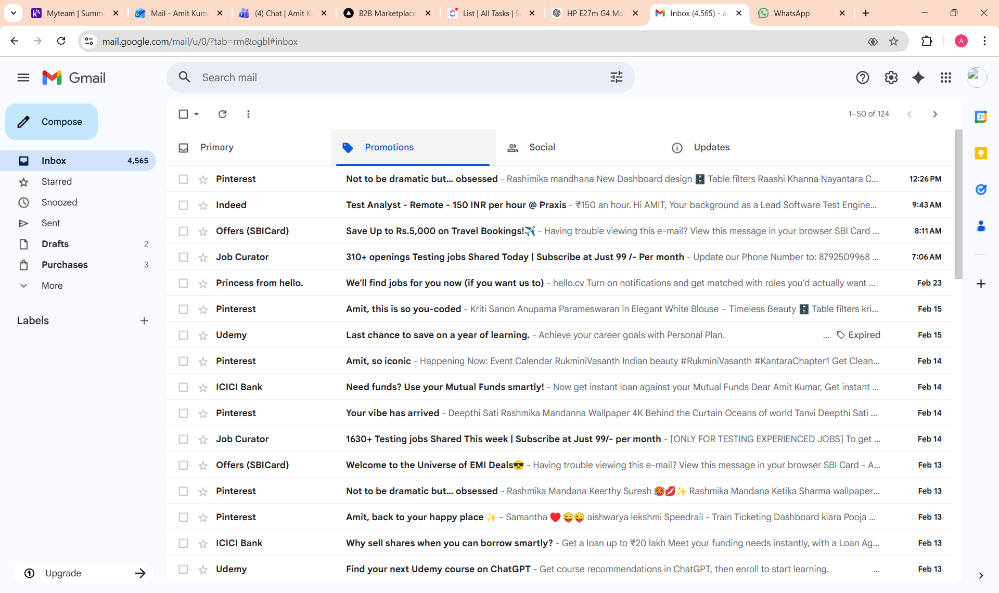 Myteam | Summa
Mail - Amit Kum
(4) Chat | Amit K
B2B Marketplac
List | All Tasks | S
HP E27m G4 Mo
Inbox (4,565) - a
WhatsApp
mail.google.com/mail/u/0/?tab=rm&ogbl#inbox
A
Gmail
Search mail
Compose
1–50 of 124
Primary
Promotions
Social
Updates
Inbox 4,565
Starred
Snoozed
Sent
Drafts 2
Purchases 3
More
Labels
Pinterest Not to be dramatic but... obsessed - Rashimika mandhana New Dashboard design 🗄️ Table filters Raashi Khanna Nayantara C... 12:26 PM
Indeed Test Analyst - Remote - 150 INR per hour @ Praxis - ₹150 an hour. Hi AMIT, Your background as a Lead Software Test Engine... 9:43 AM
Offers (SBICard) Save Up to Rs.5,000 on Travel Bookings!✈️ - Having trouble viewing this e-mail? View this message in your browser SBI Card ... 8:11 AM
Job Curator 310+ openings Testing jobs Shared Today | Subscribe at Just 99 /- Per month - Update our Phone Number to: 8792509968 ... 7:06 AM
Princess from hello. We'll find jobs for you now (if you want us to) - hello.cv Turn on notifications and get matched with roles you'd actually want ... Feb 23
Pinterest Amit, this is so you-coded - Kriti Sanon Anupama Parameswaran in Elegant White Blouse – Timeless Beauty 🗄️ Table filters kri... Feb 15
Udemy Last chance to save on a year of learning. - Achieve your career goals with Personal Plan. ... Expired Feb 15
Pinterest Amit, so iconic - Happening Now: Event Calendar RukminiVasanth Indian beauty #RukminiVasanth #KantaraChapter1 Get Clean... Feb 14
ICICI Bank Need funds? Use your Mutual Funds smartly! - Now get instant loan against your Mutual Funds Dear Amit Kumar, Get instant ... Feb 14
Pinterest Your vibe has arrived - Deepthi Sati Rashmika Mandanna Wallpaper 4K Behind the Curtain Oceans of world Tanvi Deepthi Sati ... Feb 14
Job Curator 1630+ Testing jobs Shared This week | Subscribe at Just 99/- per month - [ONLY FOR TESTING EXPERIENCED JOBS] To get ... Feb 14
Offers (SBICard) Welcome to the Universe of EMI Deals😎 - Having trouble viewing this e-mail? View this message in your browser SBI Card - A... Feb 13
Pinterest Not to be dramatic but... obsessed - Rashmika Mandana Keerthy Suresh 🥵💋✨ Rashmika Mandana Ketika Sharma wallpaper... Feb 13
Pinterest Amit, back to your happy place ✨ - Samantha ❤️😜😜 aishwarya lekshmi Speedrail - Train Ticketing Dashboard kiara Pooja ... Feb 13
ICICI Bank Why sell shares when you can borrow smartly? - Get a loan up to ₹20 lakh Meet your funding needs instantly, with a Loan Ag... Feb 13
Udemy Find your next Udemy course on ChatGPT - Get course recommendations in ChatGPT, then enroll to start learning. ... Feb 13
Upgrade